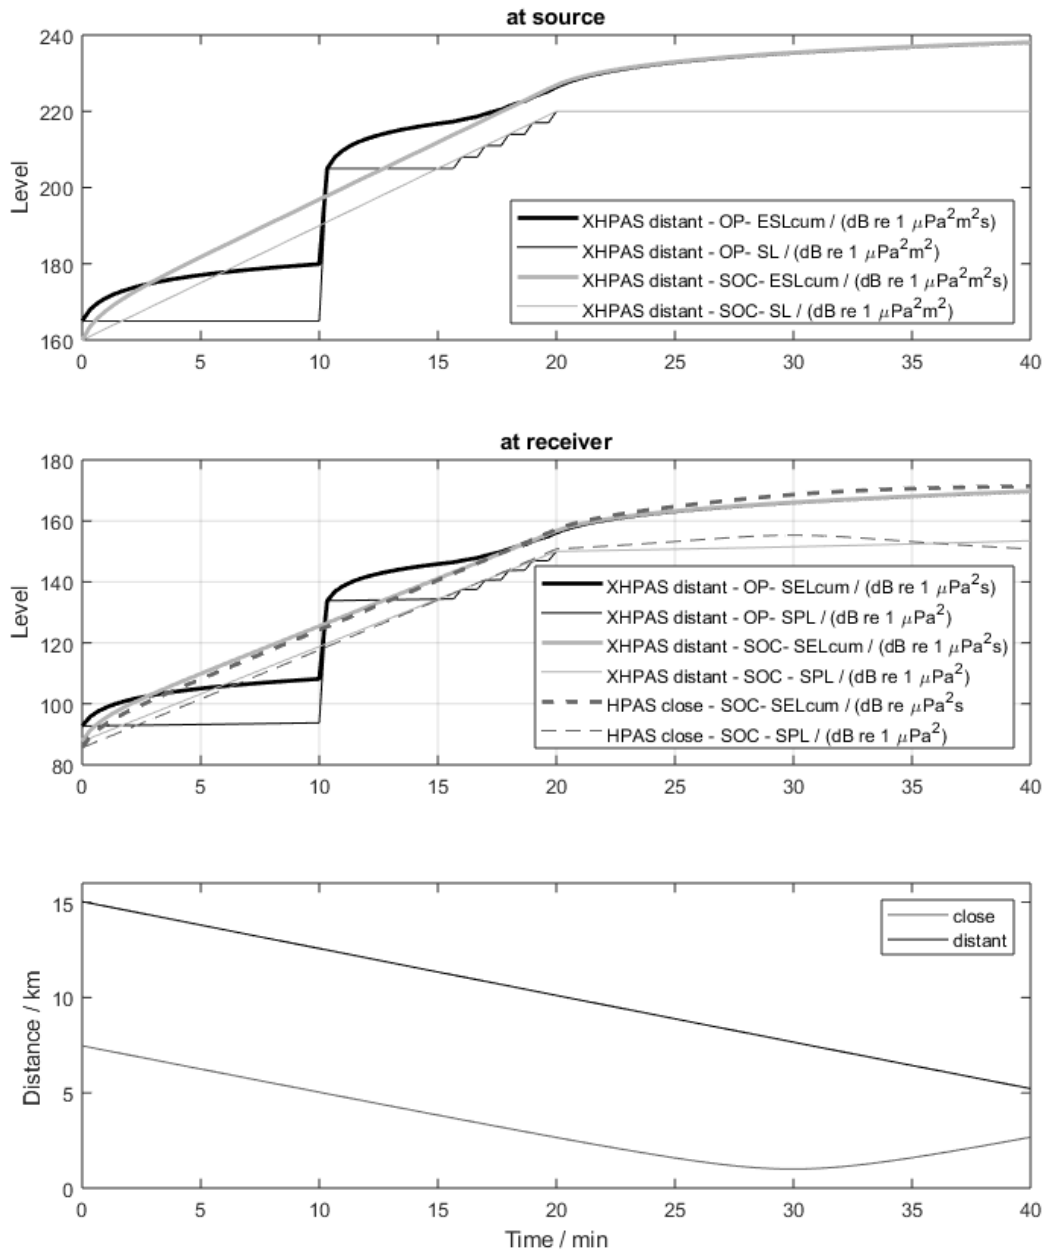 at source
240
220
200
180
160
Level
XHPAS distant - OP- ESLcum / (dB re 1 μPa²m²s)
XHPAS distant - OP- SL / (dB re 1 μPa²m²)
XHPAS distant - SOC- ESLcum / (dB re 1 μPa²m²s)
XHPAS distant - SOC- SL / (dB re 1 μPa²m²)
0 5 10 15 20 25 30 35 40
at receiver
180
160
140
120
100
80
Level
XHPAS distant - OP- SELcum / (dB re 1 μPa²s)
XHPAS distant - OP- SPL / (dB re 1 μPa²)
XHPAS distant - SOC- SELcum / (dB re 1 μPa²s)
XHPAS distant - SOC - SPL / (dB re 1 μPa²)
HPAS close - SOC- SELcum / (dB re μPa²s
HPAS close - SOC - SPL / (dB re 1 μPa²)
0 5 10 15 20 25 30 35 40
15
10
5
0
Distance / km
close
distant
0 5 10 15 20 25 30 35 40
Time / min